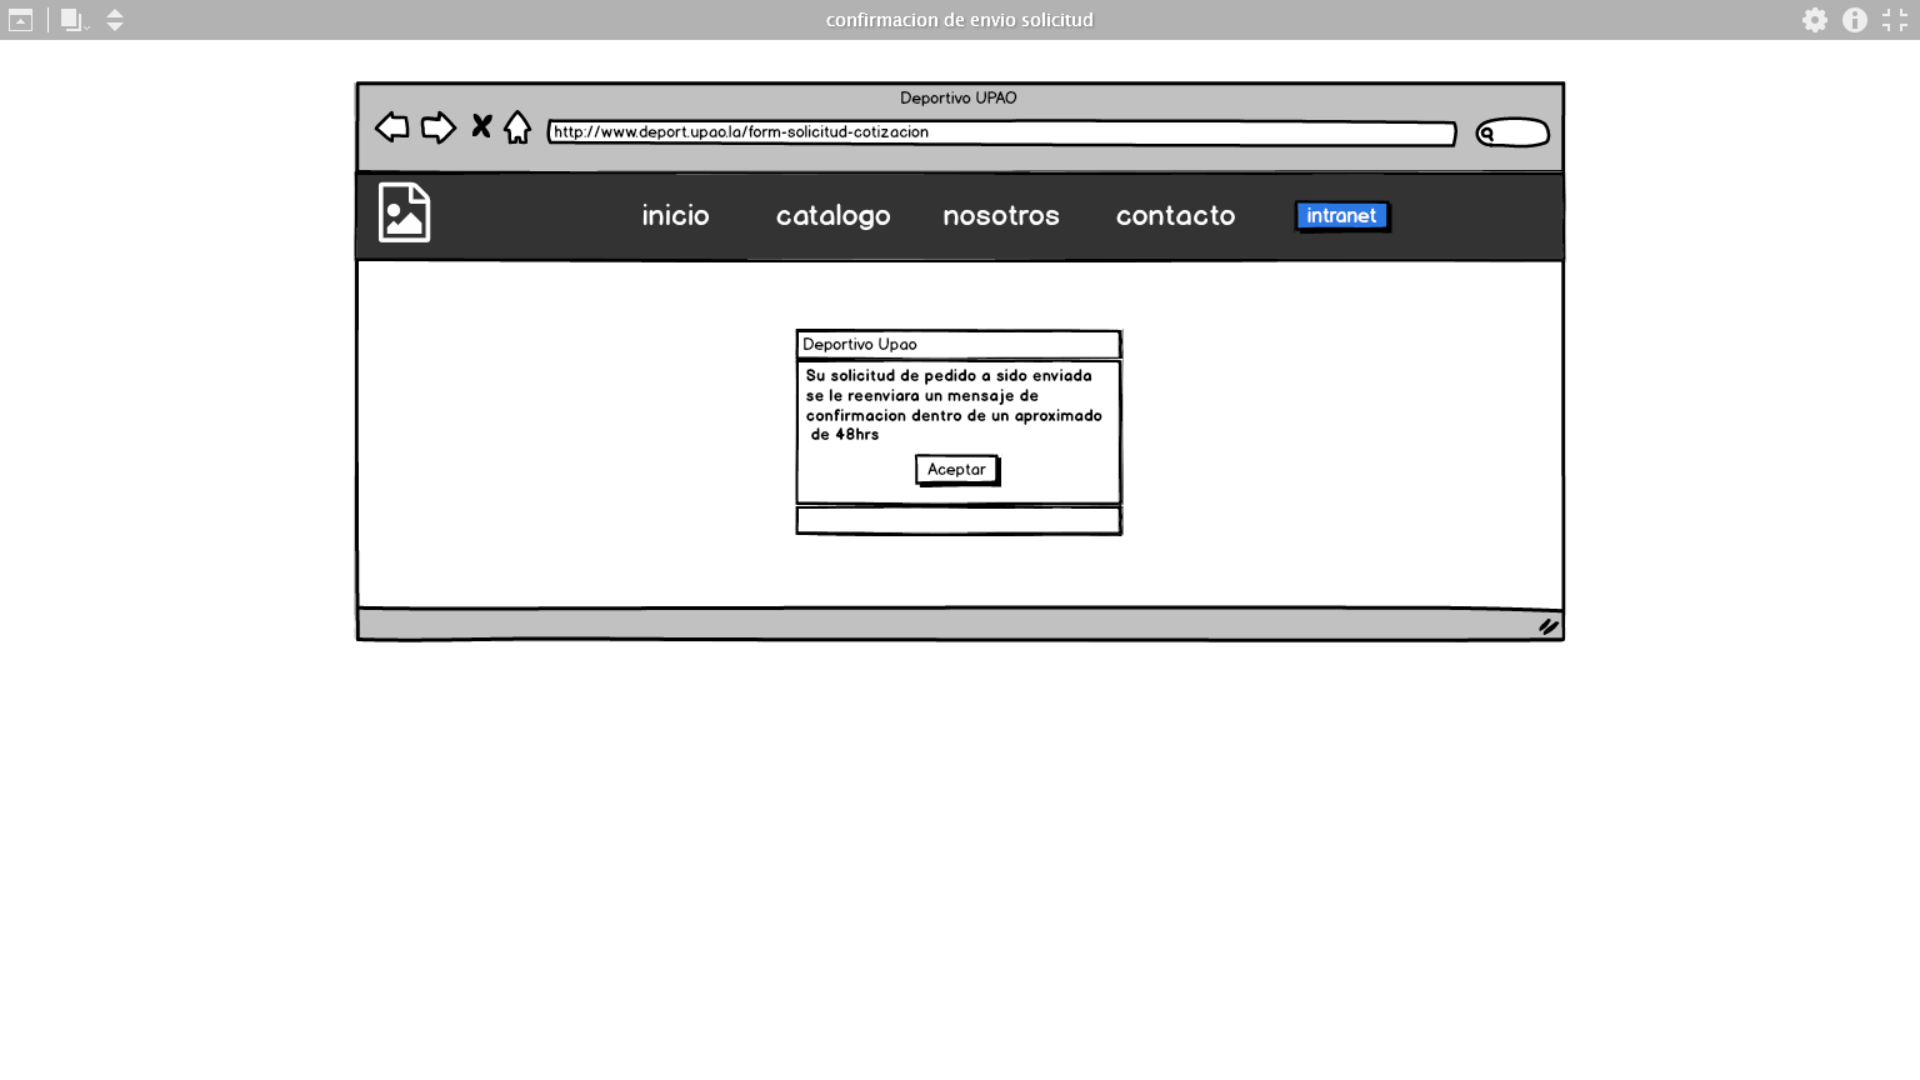 confirmacion de envio solicitud
Deportivo UPAO
http://www.deport.upao.la/form-solicitud-cotizacion
inicio catalogo nosotros contacto intranet
Deportivo Upao
Su solicitud de pedido a sido enviada
se le reenviara un mensaje de
confirmacion dentro de un aproximado
de 48hrs
Aceptar